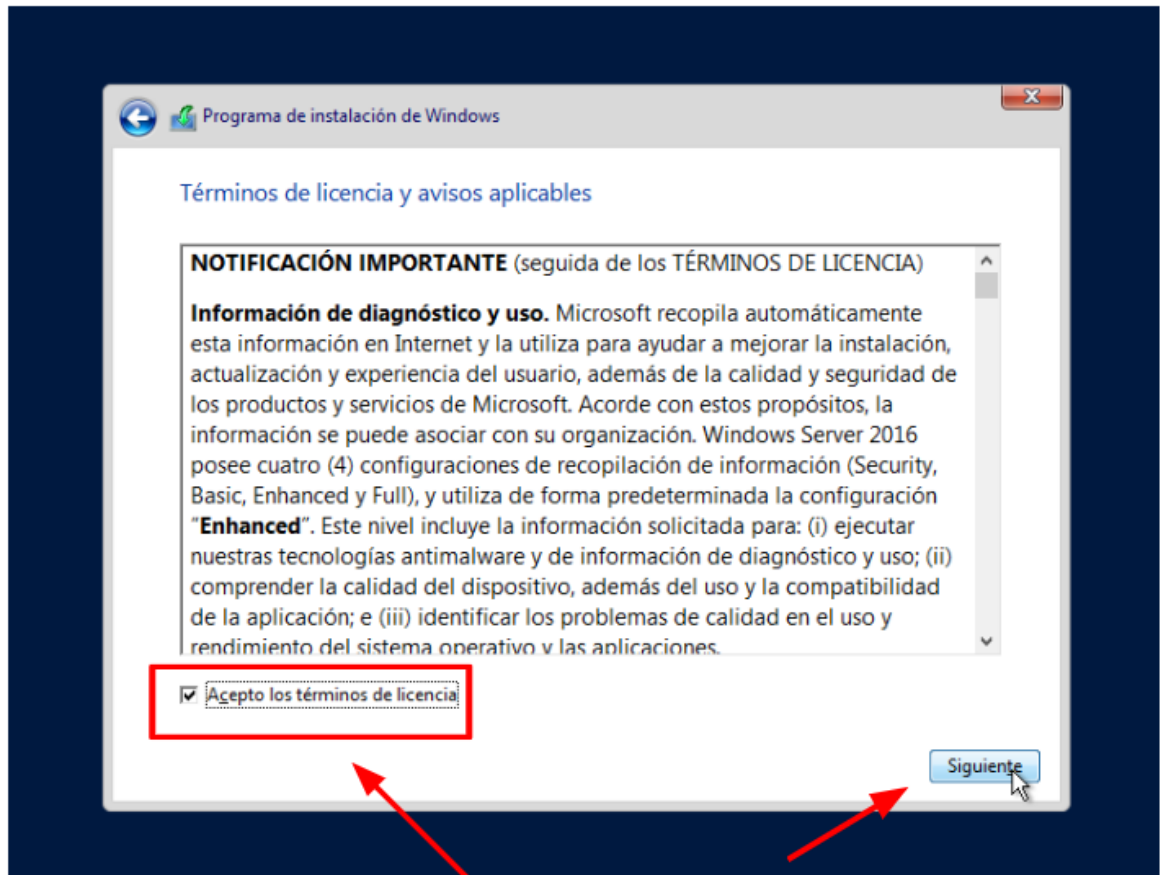 Programa de instalación de Windows
Términos de licencia y avisos aplicables
NOTIFICACIÓN IMPORTANTE (seguida de los TÉRMINOS DE LICENCIA)
Información de diagnóstico y uso. Microsoft recopila automáticamente
esta información en Internet y la utiliza para ayudar a mejorar la instalación,
actualización y experiencia del usuario, además de la calidad y seguridad de
los productos y servicios de Microsoft. Acorde con estos propósitos, la
información se puede asociar con su organización. Windows Server 2016
posee cuatro (4) configuraciones de recopilación de información (Security,
Basic, Enhanced y Full), y utiliza de forma predeterminada la configuración
“Enhanced”. Este nivel incluye la información solicitada para: (i) ejecutar
nuestras tecnologías antimalware y de información de diagnóstico y uso; (ii)
comprender la calidad del dispositivo, además del uso y la compatibilidad
de la aplicación; e (iii) identificar los problemas de calidad en el uso y
rendimiento del sistema operativo y las aplicaciones.
Acepto los términos de licencia
Siguiente